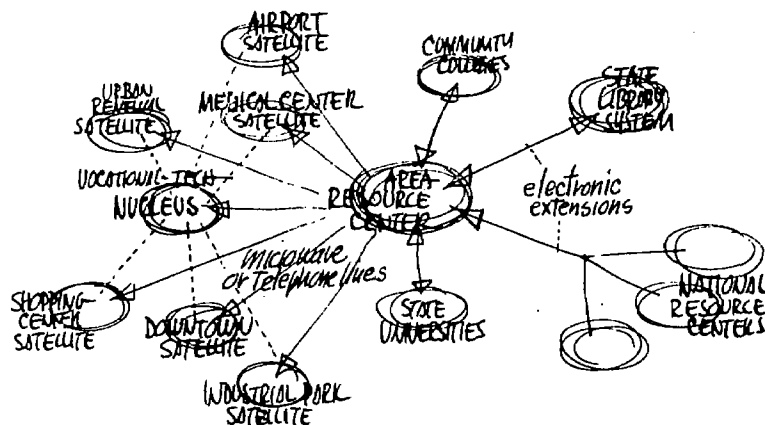 AIRPORT
SATELLITE
COMMUNITY
COLLEGES
STATE
LIBRARY
SYSTEM
URBAN
RENEWAL
SATELLITE
MEDICAL CENTER
SATELLITE
VOCATIONAL-TECH
NUCLEUS
AREA
RESOURCE
CENTER
electronic
extensions
microwave
or Telephone lines
SHOPPING-
CENTER
SATELLITE
DOWNTOWN
SATELLITE
STATE
UNIVERSITIES
NATIONAL
RESOURCE
CENTERS
INDUSTRIAL PARK
SATELLITE